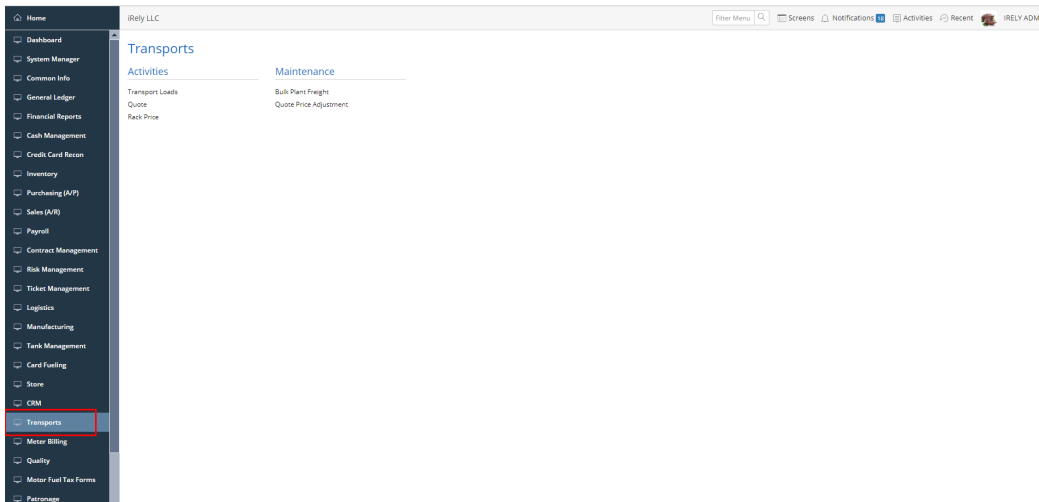 Home
iRely LLC
Filter Menu
Screens
Notifications 18
Activities
Recent
IRELY ADM
Dashboard
System Manager
Common Info
General Ledger
Financial Reports
Cash Management
Credit Card Recon
Inventory
Purchasing (A/P)
Sales (A/R)
Payroll
Contract Management
Risk Management
Ticket Management
Logistics
Manufacturing
Tank Management
Card Fueling
Store
CRM
Transports
Meter Billing
Quality
Motor Fuel Tax Forms
Patronage
Transports
Activities
Transport Loads
Quote
Rack Price
Maintenance
Bulk Plant Freight
Quote Price Adjustment